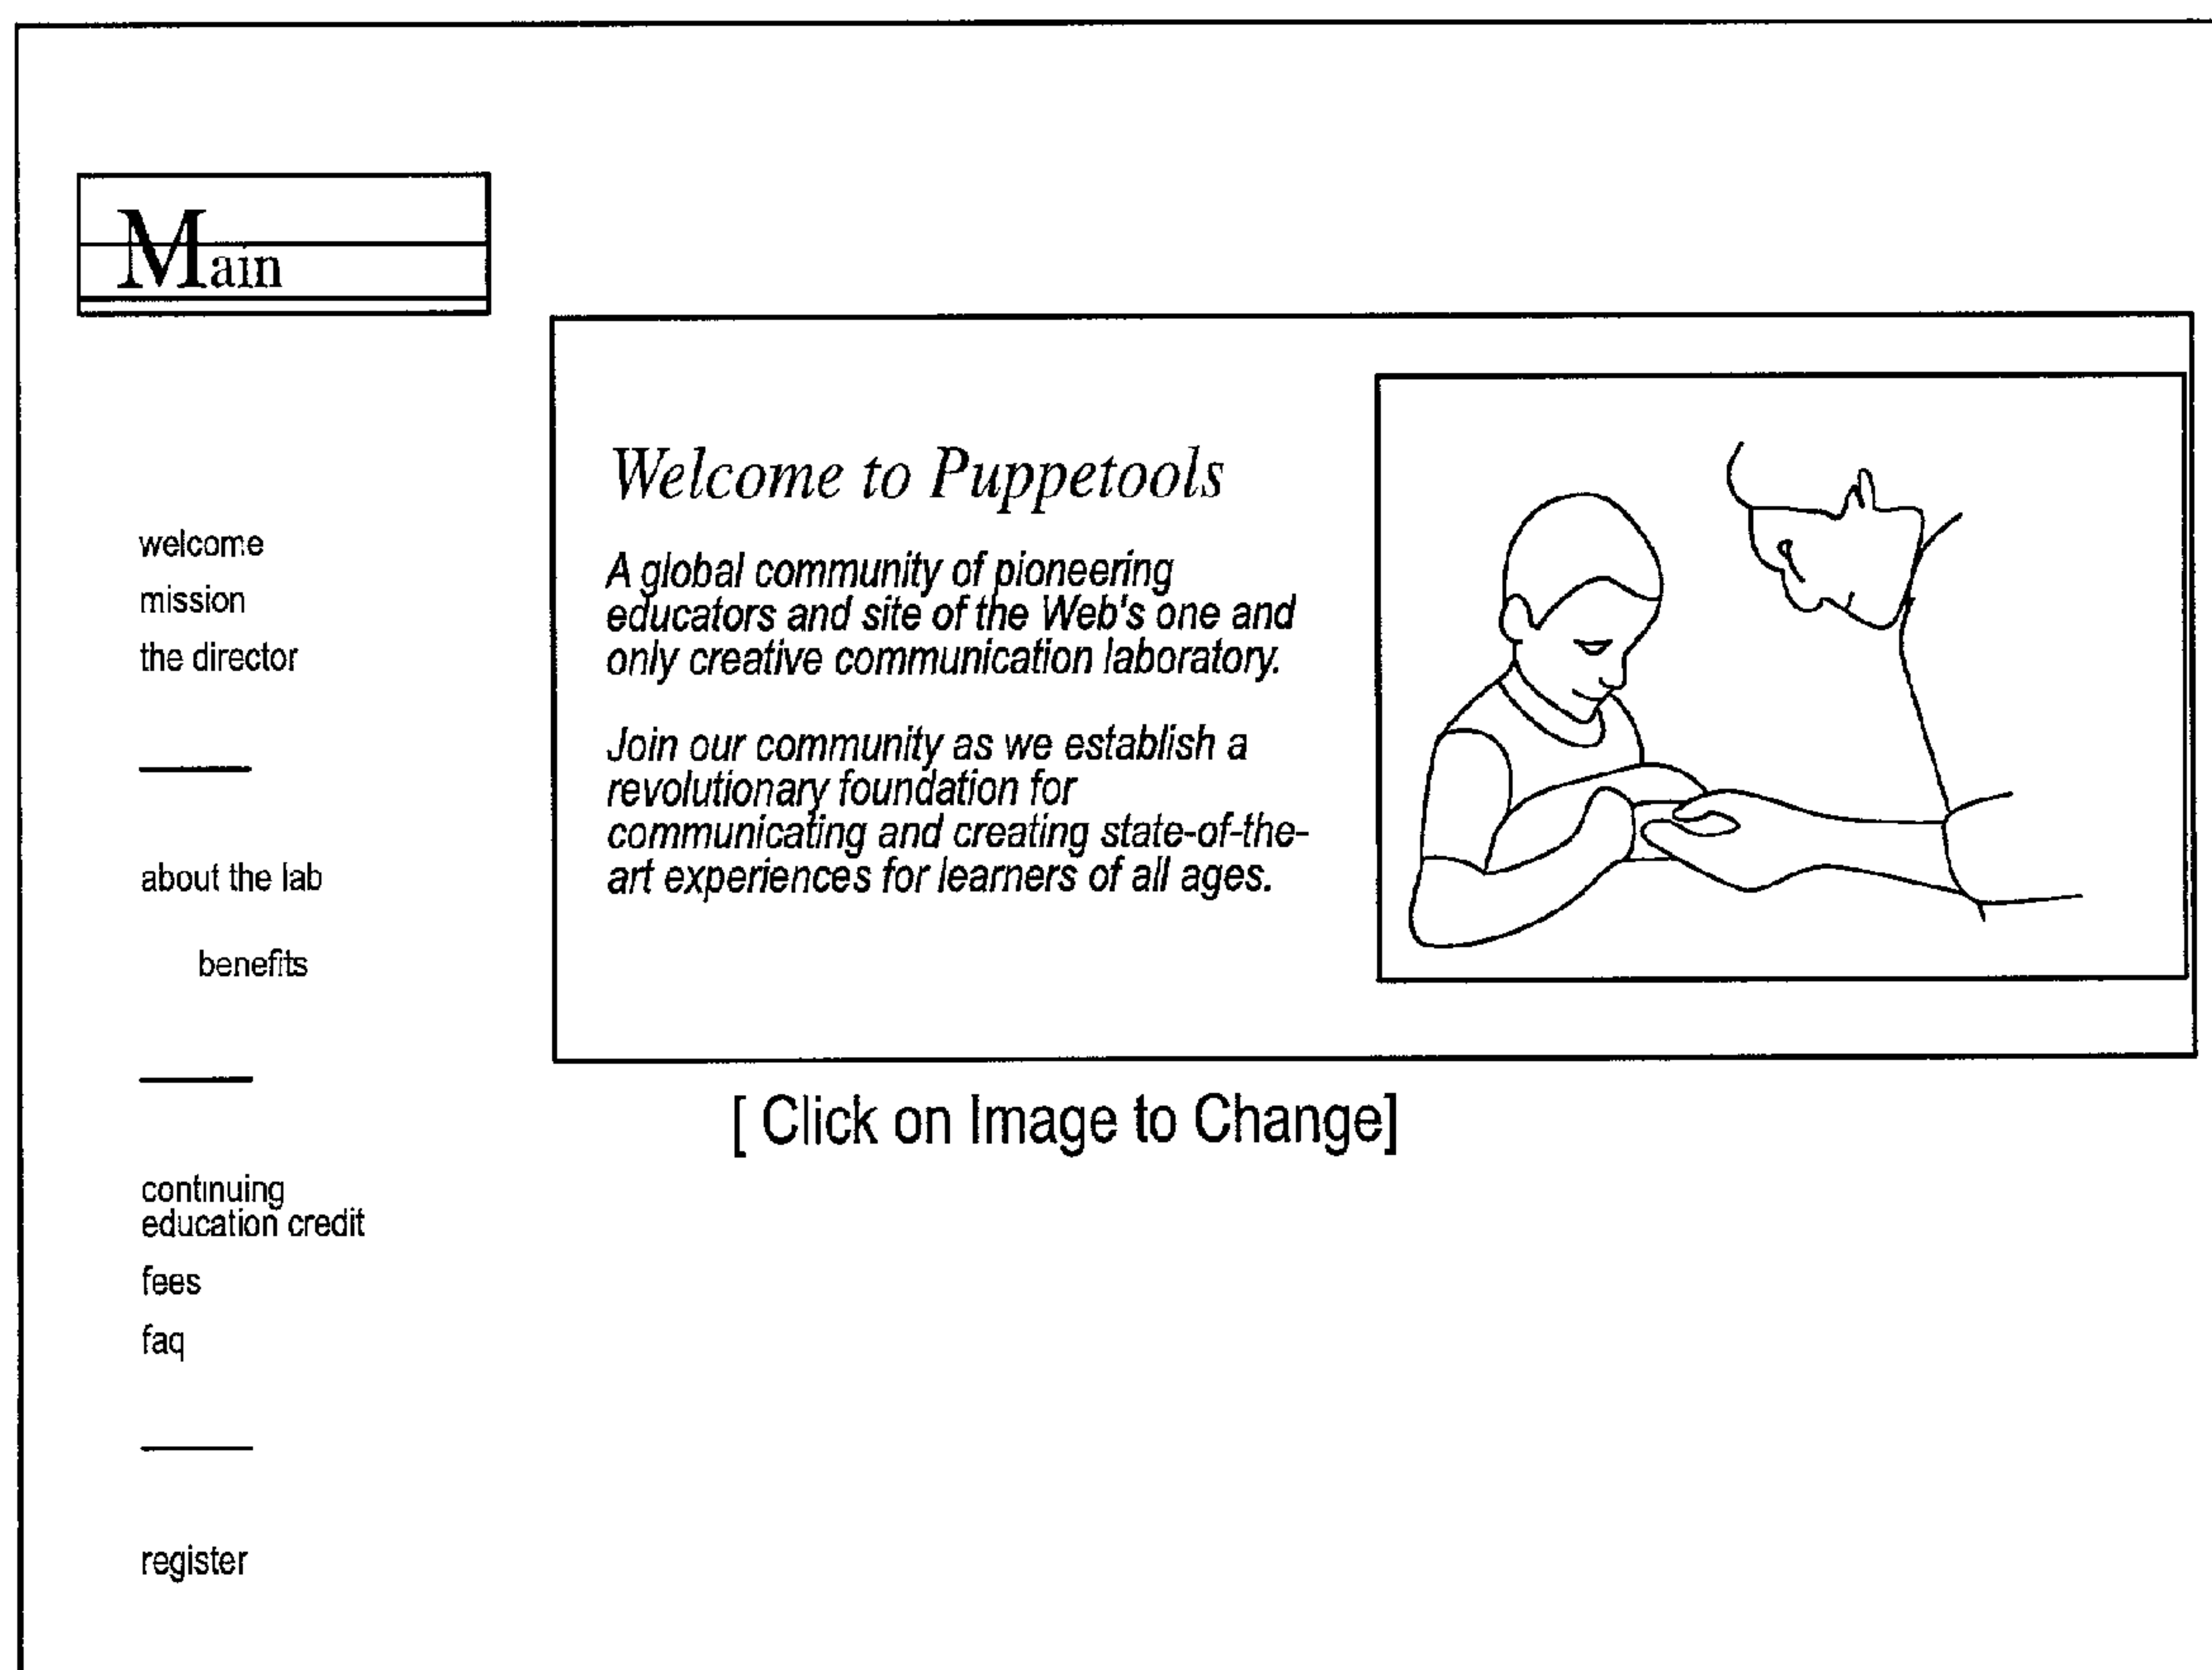 Main
welcome
mission
the director
about the lab
benefits
continuing
education credit
fees
faq
register
Welcome to Puppetools
A global community of pioneering
educators and site of the Web's one and
only creative communication laboratory.
Join our community as we establish a
revolutionary foundation for
communicating and creating state-of-the-
art experiences for learners of all ages.
[ Click on Image to Change]